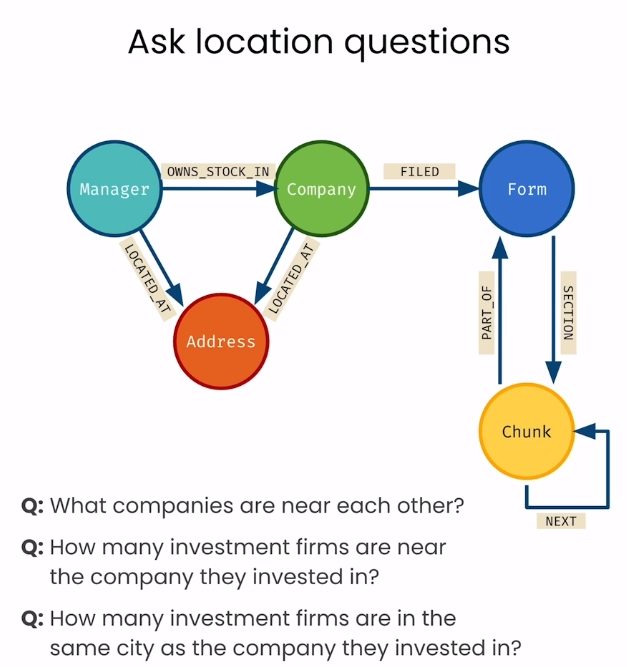 Ask location questions
Manager
OWNS_STOCK_IN
Company
FILED
Form
LOCATED_AT
LOCATED_AT
Address
PART_OF
SECTION
Chunk
NEXT
Q: What companies are near each other?
Q: How many investment firms are near
the company they invested in?
Q: How many investment firms are in the
same city as the company they invested in?